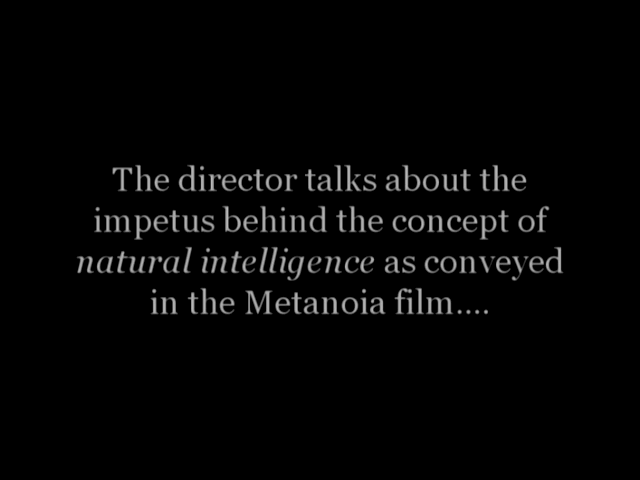 The director talks about the
impetus behind the concept of
natural intelligence as conveyed
in the Metanoia film....